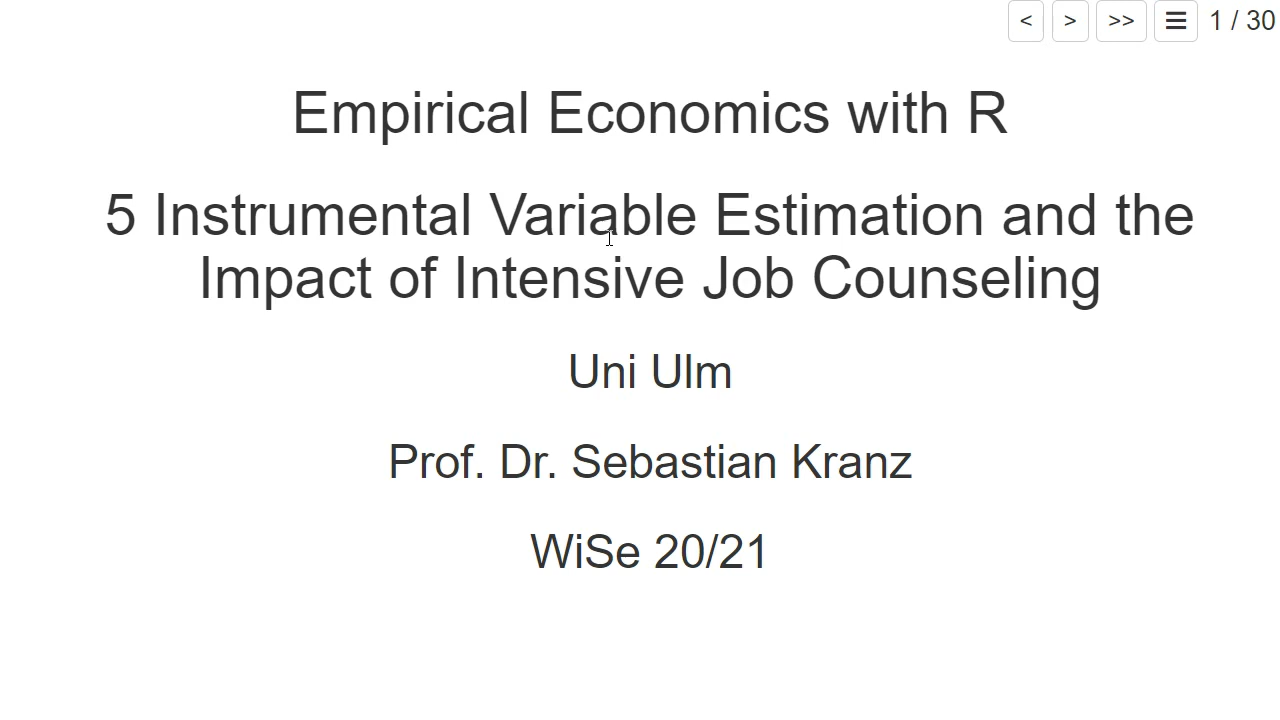 < > >> ☰ 1 / 30
Empirical Economics with R
5 Instrumental Variable Estimation and the
Impact of Intensive Job Counseling
Uni Ulm
Prof. Dr. Sebastian Kranz
WiSe 20/21